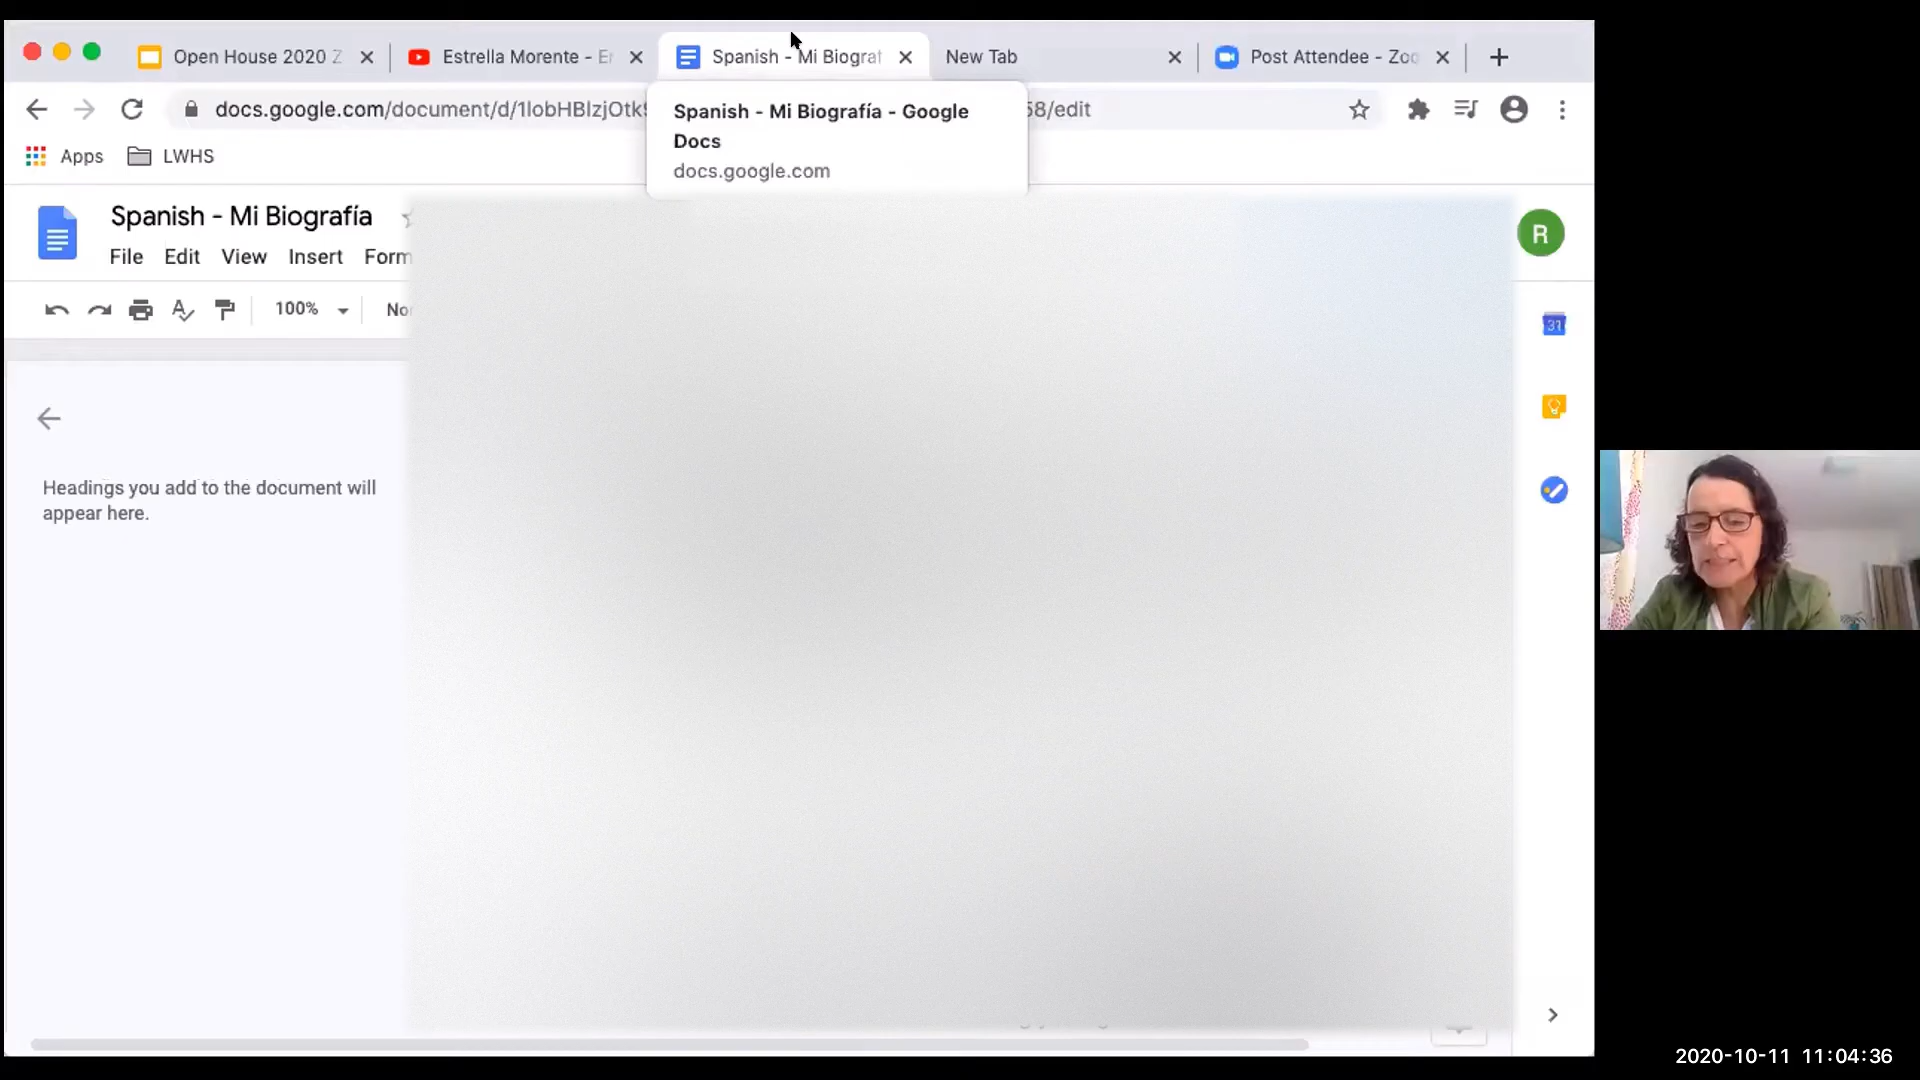 Open House 2020 Z
Estrella Morente - Er
Spanish - Mi Biograf
New Tab
Post Attendee - Zoo
docs.google.com/document/d/1lobHBlzjOtk
58/edit
Spanish - Mi Biografía - Google
Docs
docs.google.com
Apps
LWHS
Spanish - Mi Biografía
R
File Edit View Insert Form
100%
No
31
Headings you add to the document will
appear here.
2020-10-11 11:04:36